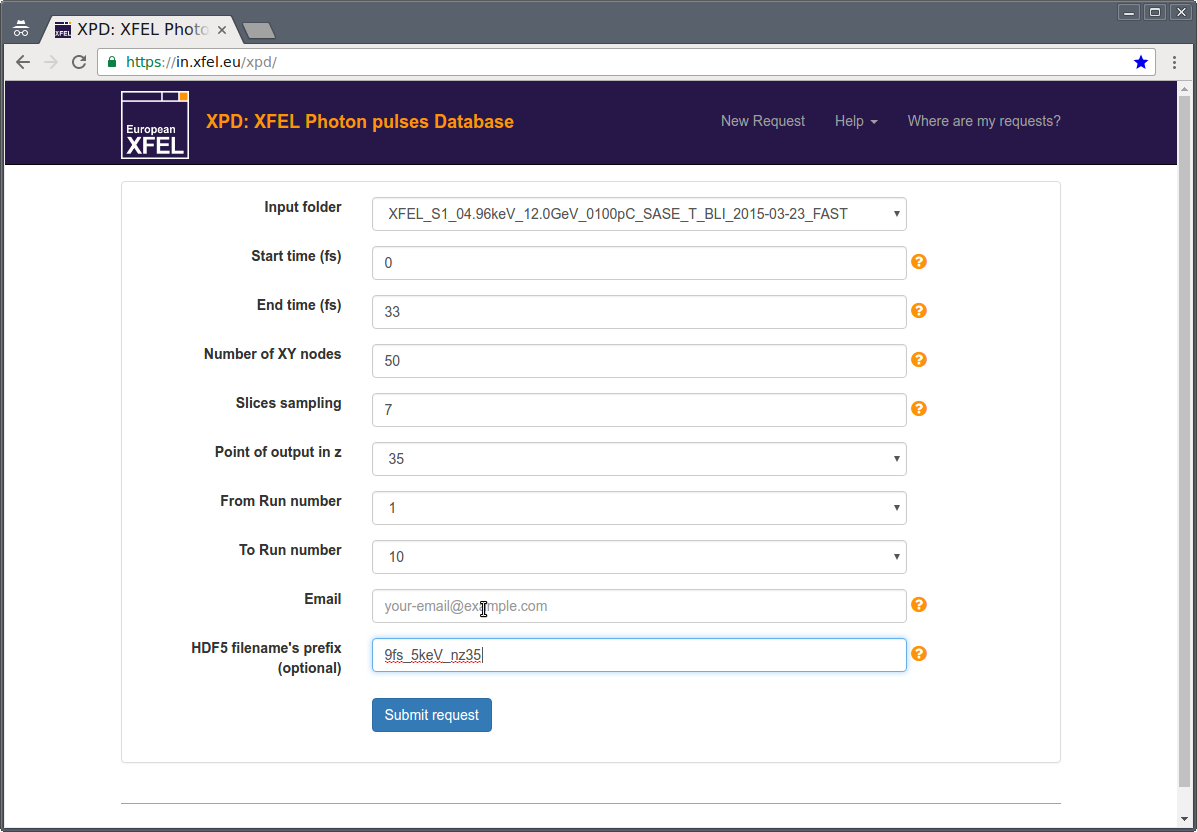 XPD: XFEL Photo
https://in.xfel.eu/xpd/
European
XFEL
XPD: XFEL Photon pulses Database
New Request
Help
Where are my requests?
Input folder
XFEL_S1_04.96keV_12.0GeV_0100pC_SASE_T_BLI_2015-03-23_FAST
Start time (fs)
0
End time (fs)
33
Number of XY nodes
50
Slices sampling
7
Point of output in z
35
From Run number
1
To Run number
10
Email
your-email@example.com
HDF5 filename's prefix
(optional)
9fs_5keV_nz35
Submit request